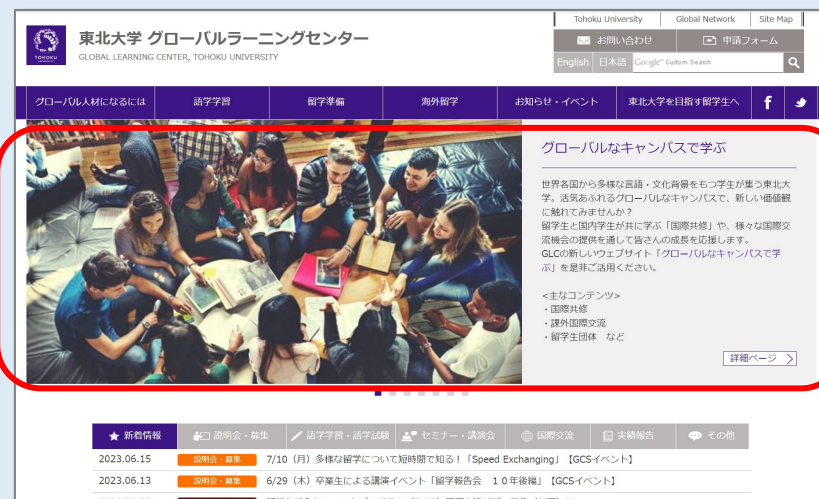 Tohoku University
Global Network
Site Map
東北大学 グローバルラーニングセンター
GLOBAL LEARNING CENTER, TOHOKU UNIVERSITY
TOHOKU
お問い合わせ
申請フォーム
English
日本語
Google Custom Search
グローバル人材になるには
語学学習
留学準備
海外留学
お知らせ・イベント
東北大学を目指す留学生へ
グローバルなキャンパスで学ぶ
世界各国から多様な言語・文化背景をもつ学生が集う東北大
学。活気あふれるグローバルなキャンパスで、新しい価値観
に触れてみませんか？
留学生と国内学生が共に学ぶ「国際共修」や、様々な国際交
流機会の提供を通して皆さんの成長を応援します。
GLCの新しいウェブサイト「グローバルなキャンパスで学
ぶ」を是非ご活用ください。
<主なコンテンツ>
・国際共修
・課外国際交流
・留学生団体 など
詳細ページ
新着情報
説明会・募集
語学学習・語学試験
セミナー・講演会
国際交流
実績報告
その他
2023.06.15 説明会・募集 7/10（月）多様な留学について短時間で知る！「Speed Exchanging」【GCSイベント】
2023.06.13 説明会・募集 6/29（木）卒業生による講演イベント「留学報告会 １０年後編」【GCSイベント】